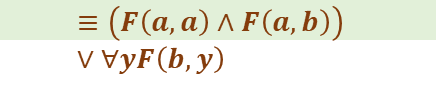 ≡ (F(a, a) ∧ F(a, b))
∨ ∀yF(b, y)